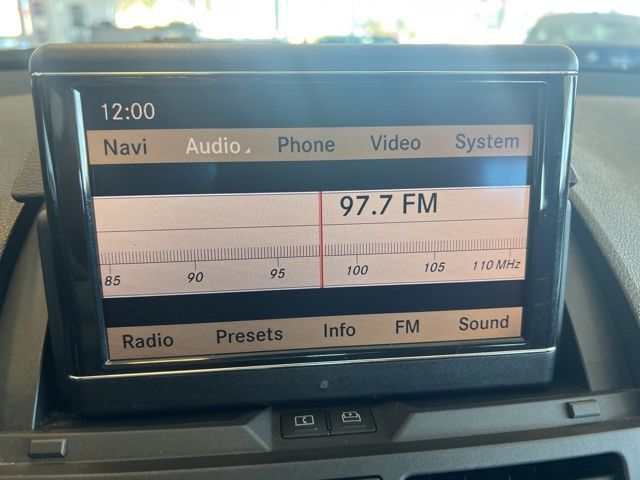 12:00
Navi Audio Phone Video System
97.7 FM
85 90 95 100 105 110 MHz
Radio Presets Info FM Sound